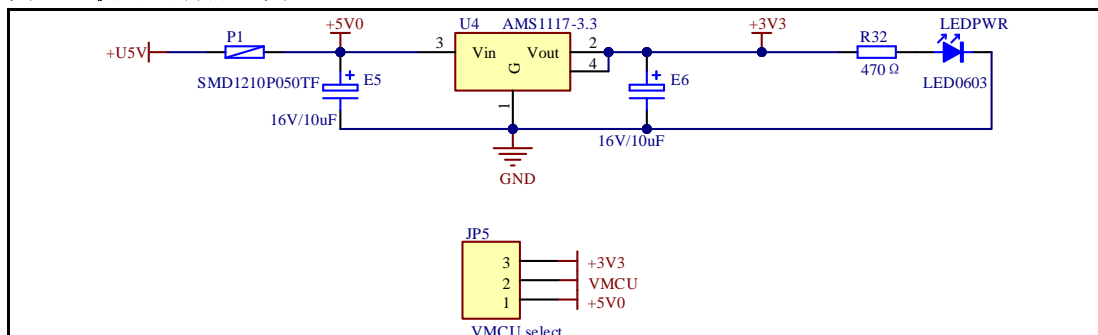 +5V0
U4 AMS1117-3.3
+3V3
LEDPWR
P1
R32
+U5V
3
Vin
Vout
2
G
4
SMD1210P050TF
E5
E6
470 Ω
LED0603
1
16V/10uF
16V/10uF
GND
JP5
3
+3V3
2
VMCU
1
+5V0
VMCU select